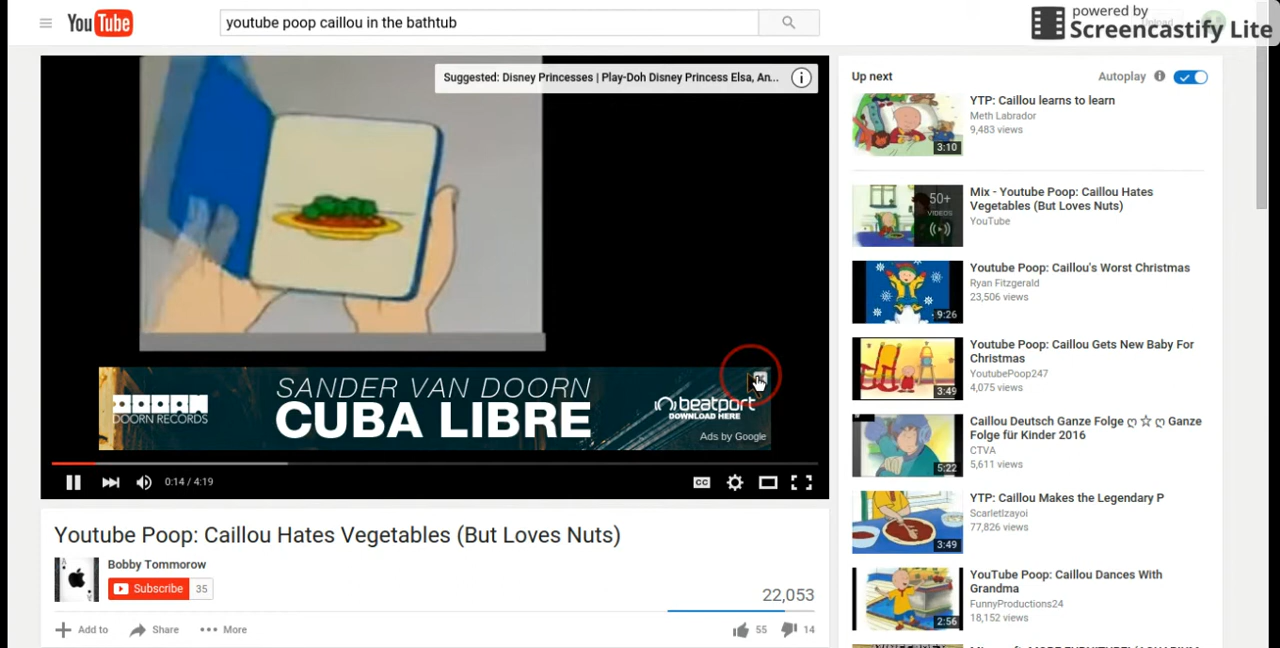 You Tube
youtube poop caillou in the bathtub
powered by
Screencastify Lite
Suggested: Disney Princesses | Play-Doh Disney Princess Elsa, An...
SANDER VAN DOORN
CUBA LIBRE
DOORN RECORDS
beatport
DOWNLOAD HERE
Ads by Google
CC
0:14 / 4:19
Youtube Poop: Caillou Hates Vegetables (But Loves Nuts)
Bobby Tommorow
Subscribe 35
22,053
Add to Share More
55 14
Up next Autoplay
YTP: Caillou learns to learn
Meth Labrador
9,483 views
3:10
Mix - Youtube Poop: Caillou Hates
Vegetables (But Loves Nuts)
YouTube
50+
VIDEOS
Youtube Poop: Caillou's Worst Christmas
Ryan Fitzgerald
23,506 views
9:26
Youtube Poop: Caillou Gets New Baby For
Christmas
YoutubePoop247
4,075 views
3:49
Caillou Deutsch Ganze Folge ღ ☆ ღ Ganze
Folge für Kinder 2016
CTVA
5,611 views
5:22
YTP: Caillou Makes the Legendary P
ScarletIzayoi
77,826 views
3:49
YouTube Poop: Caillou Dances With
Grandma
FunnyProductions24
18,152 views
2:56